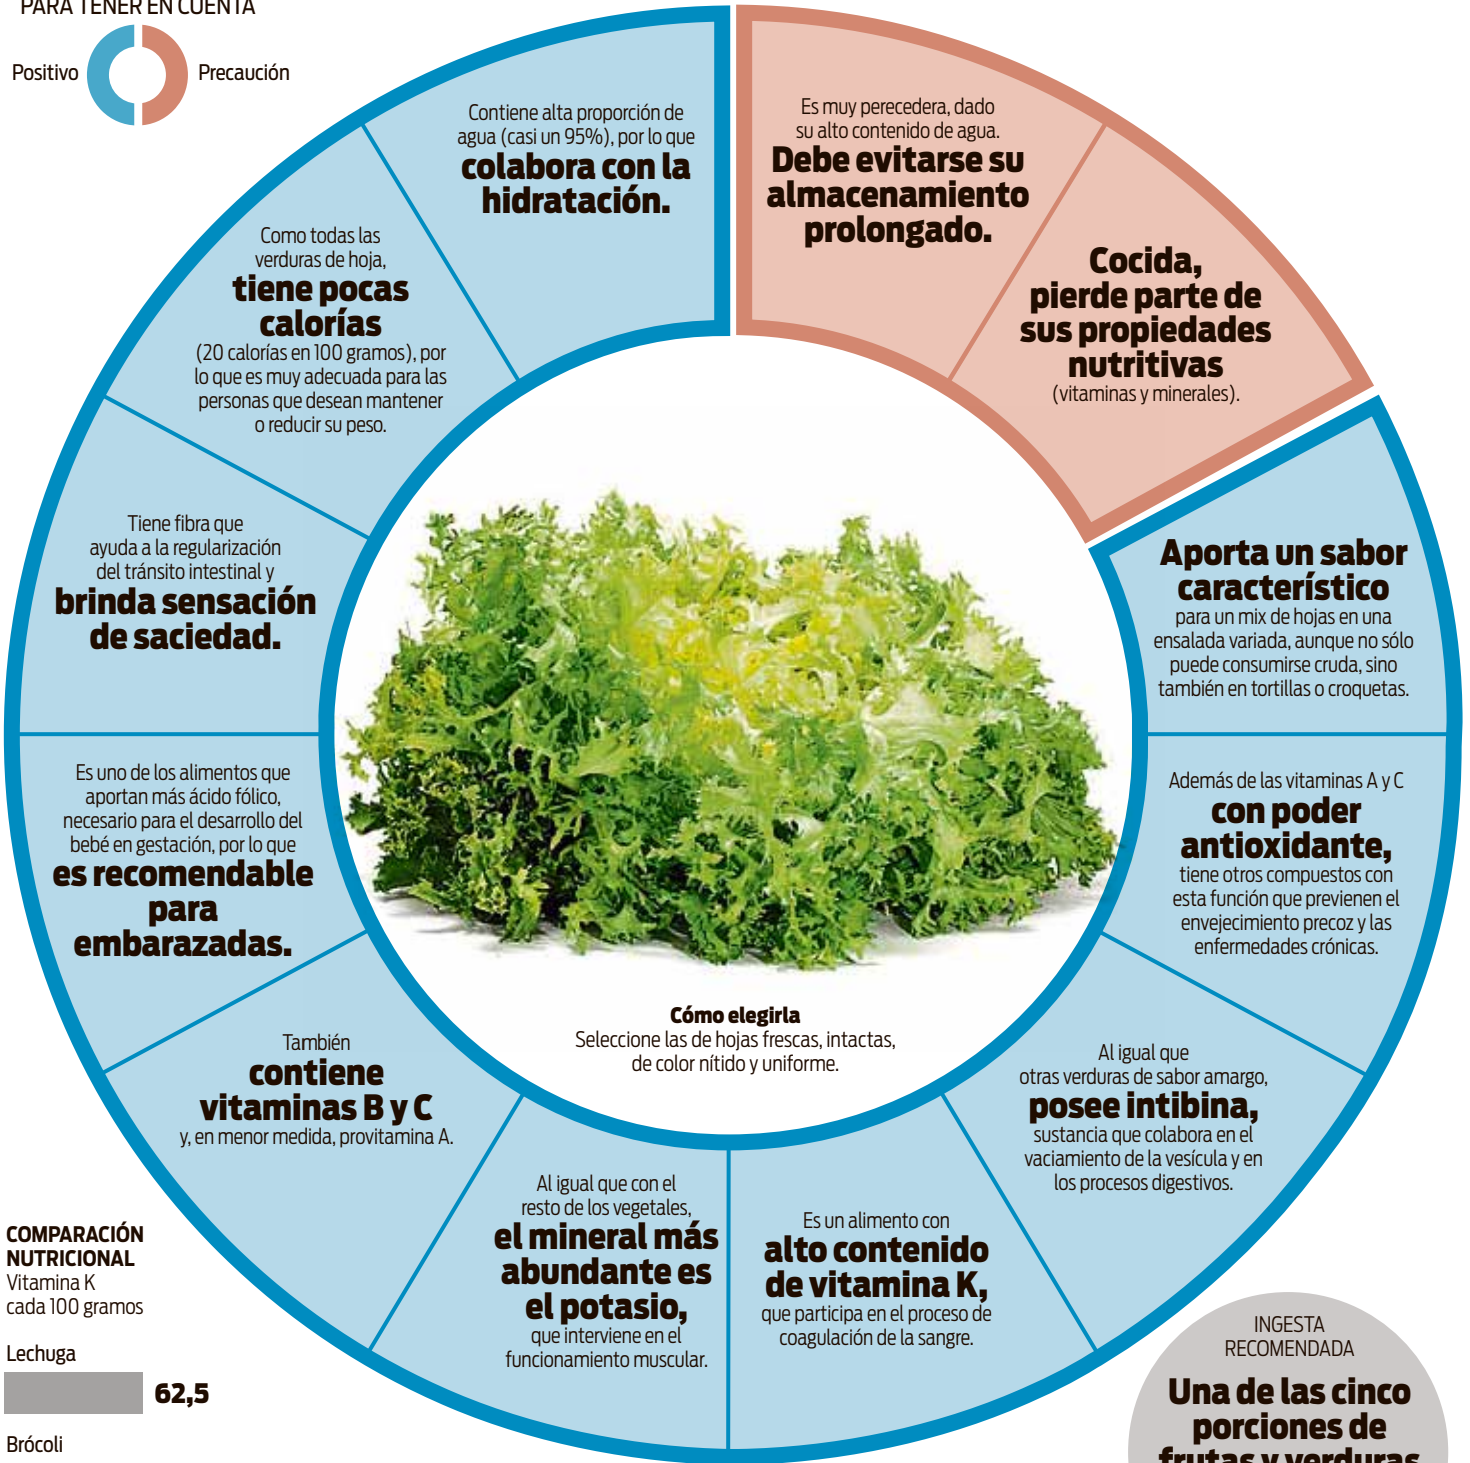 PARA TENER EN CUENTA
Positivo
Precaución
Contiene alta proporción de
agua (casi un 95%), por lo que
colabora con la
hidratación.
Es muy perecedera, dado
su alto contenido de agua.
Debe evitarse su
almacenamiento
prolongado.
Cocida,
pierde parte de
sus propiedades
nutritivas
(vitaminas y minerales).
Aporta un sabor
característico
para un mix de hojas en una
ensalada variada, aunque no sólo
puede consumirse cruda, sino
también en tortillas o croquetas.
Además de las vitaminas A y C
con poder
antioxidante,
tiene otros compuestos con
esta función que previenen el
envejecimiento precoz y las
enfermedades crónicas.
Al igual que
otras verduras de sabor amargo,
posee intibina,
sustancia que colabora en el
vaciamiento de la vesícula y en
los procesos digestivos.
Es un alimento con
alto contenido
de vitamina K,
que participa en el proceso de
coagulación de la sangre.
Al igual que con el
resto de los vegetales,
el mineral más
abundante es
el potasio,
que interviene en el
funcionamiento muscular.
También
contiene
vitaminas B y C
y, en menor medida, provitamina A.
Es uno de los alimentos que
aportan más ácido fólico,
necesario para el desarrollo del
bebé en gestación, por lo que
es recomendable
para
embarazadas.
Tiene fibra que
ayuda a la regularización
del tránsito intestinal y
brinda sensación
de saciedad.
Como todas las
verduras de hoja,
tiene pocas
calorías
(20 calorías en 100 gramos), por
lo que es muy adecuada para las
personas que desean mantener
o reducir su peso.
Cómo elegirla
Seleccione las de hojas frescas, intactas,
de color nítido y uniforme.
COMPARACIÓN
NUTRICIONAL
Vitamina K
cada 100 gramos
Lechuga
62,5
Brócoli
INGESTA
RECOMENDADA
Una de las cinco
porciones de
frutas y verduras